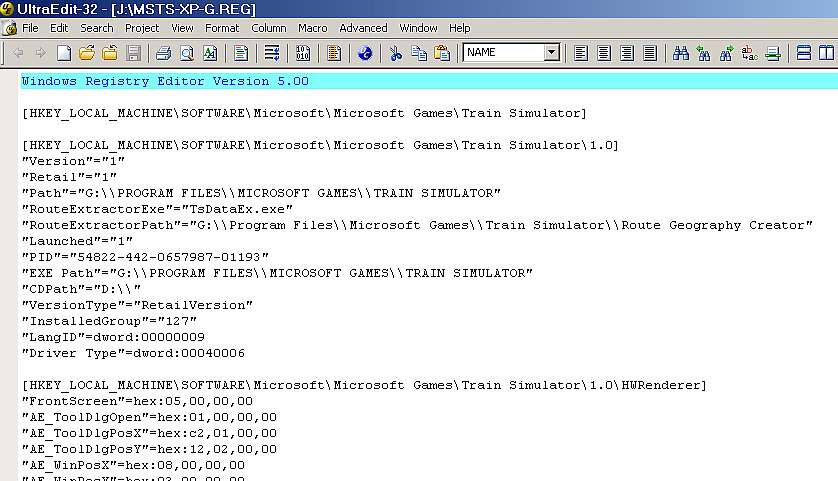 UltraEdit-32 - [J:\MSTS-XP-G.REG]
File Edit Search Project View Format Column Macro Advanced Window Help
NAME
Windows Registry Editor Version 5.00
[HKEY_LOCAL_MACHINE\SOFTWARE\Microsoft\Microsoft Games\Train Simulator]
[HKEY_LOCAL_MACHINE\SOFTWARE\Microsoft\Microsoft Games\Train Simulator\1.0]
"Version"="1"
"Retail"="1"
"Path"="G:\\PROGRAM FILES\\MICROSOFT GAMES\\TRAIN SIMULATOR"
"RouteExtractorExe"="TsDataEx.exe"
"RouteExtractorPath"="G:\\Program Files\\Microsoft Games\\Train Simulator\\Route Geography Creator"
"Launched"="1"
"PID"="54822-442-0657987-01193"
"EXE Path"="G:\\PROGRAM FILES\\MICROSOFT GAMES\\TRAIN SIMULATOR"
"CDPath"="D:\\"
"VersionType"="RetailVersion"
"InstalledGroup"="127"
"LangID"=dword:00000009
"Driver Type"=dword:00040006
[HKEY_LOCAL_MACHINE\SOFTWARE\Microsoft\Microsoft Games\Train Simulator\1.0\HWRenderer]
"FrontScreen"=hex:05,00,00,00
"AE_ToolDlgOpen"=hex:01,00,00,00
"AE_ToolDlgPosX"=hex:c2,01,00,00
"AE_ToolDlgPosY"=hex:12,02,00,00
"AE_WinPosX"=hex:08,00,00,00